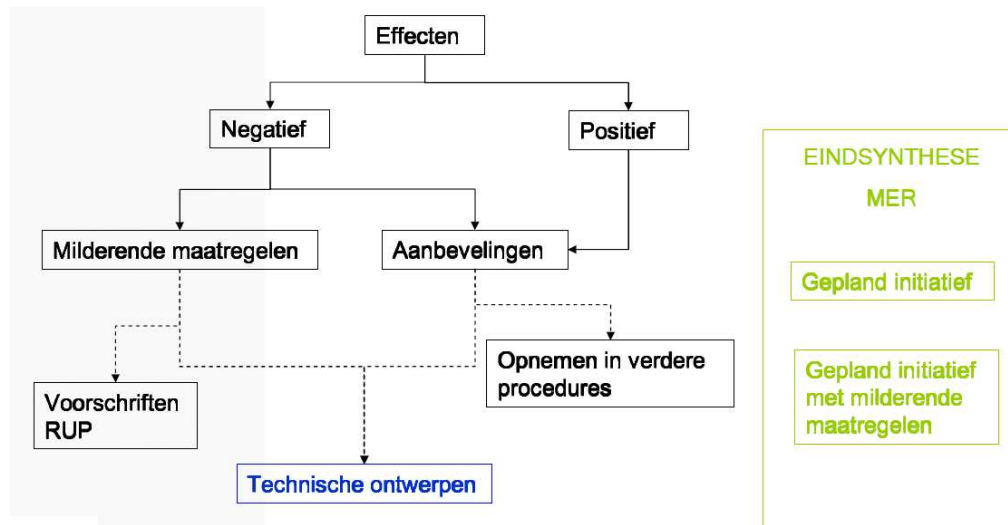 Effecten
Negatief
Positief
Milderende maatregelen
Aanbevelingen
Voorschriften
RUP
Opnemen in verdere
procedures
Technische ontwerpen
EINDSYNTHESE
MER
Gepland initiatief
Gepland initiatief
met milderende
maatregelen